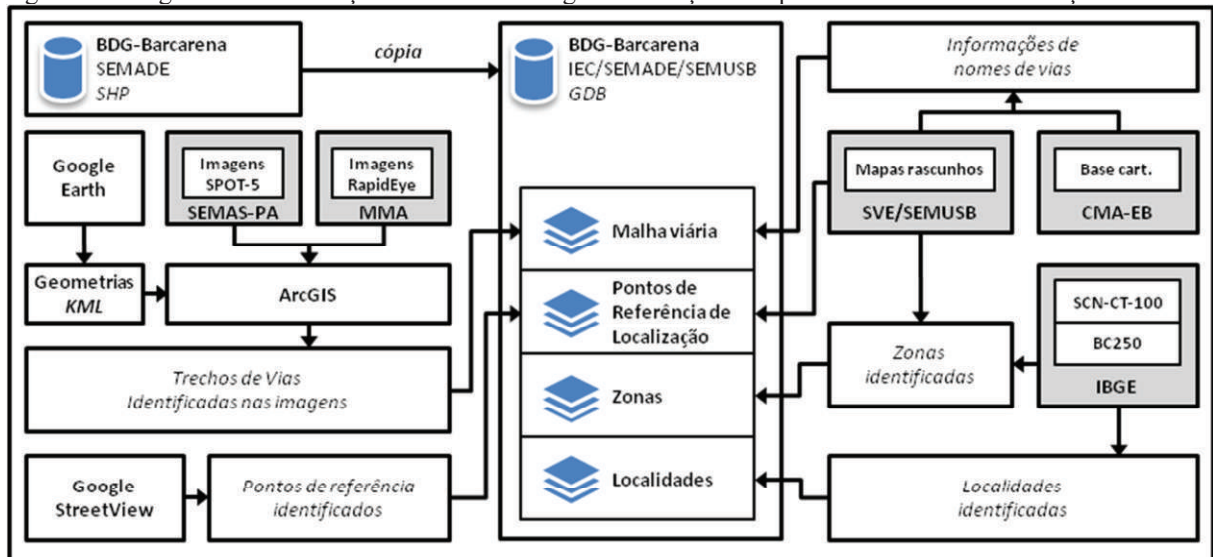 BDG-Barcarena
SEMADE
SHP
cópia
BDG-Barcarena
IEC/SEMADE/SEMUSB
GDB
Informações de
nomes de vias
Google
Earth
Imagens
SPOT-5
SEMAS-PA
Imagens
RapidEye
MMA
Mapas rascunhos
SVE/SEMUSB
Base cart.
CMA-EB
Geometrias
KML
ArcGIS
Malha viária
Pontos de
Referência de
Localização
Zonas
Localidades
Zonas
identificadas
SCN-CT-100
BC250
IBGE
Trechos de Vias
Identificadas nas imagens
Google
StreetView
Pontos de referência
identificados
Localidades
identificadas